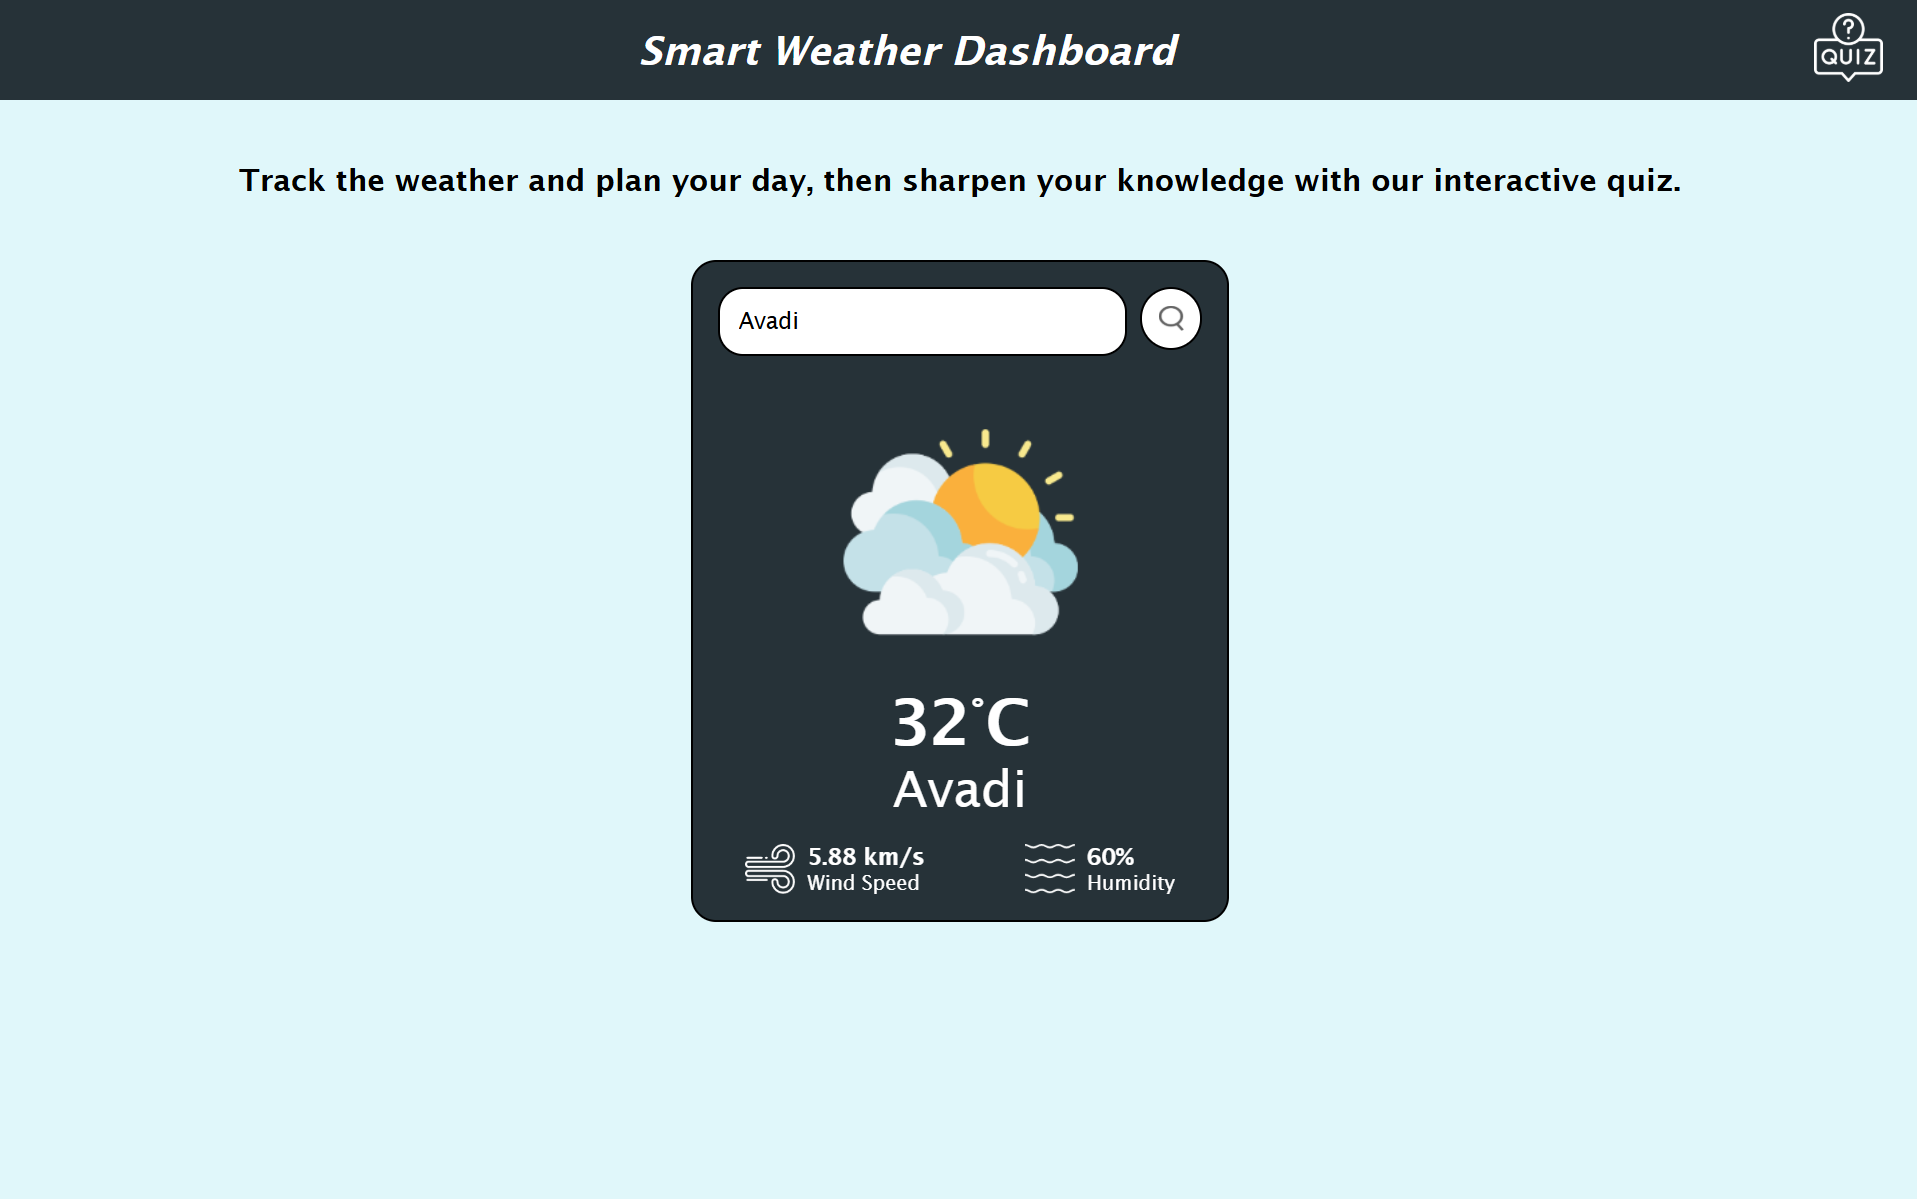 Smart Weather Dashboard
?
QUIZ
Track the weather and plan your day, then sharpen your knowledge with our interactive quiz.
Avadi
32°C
Avadi
5.88 km/s
Wind Speed
60%
Humidity